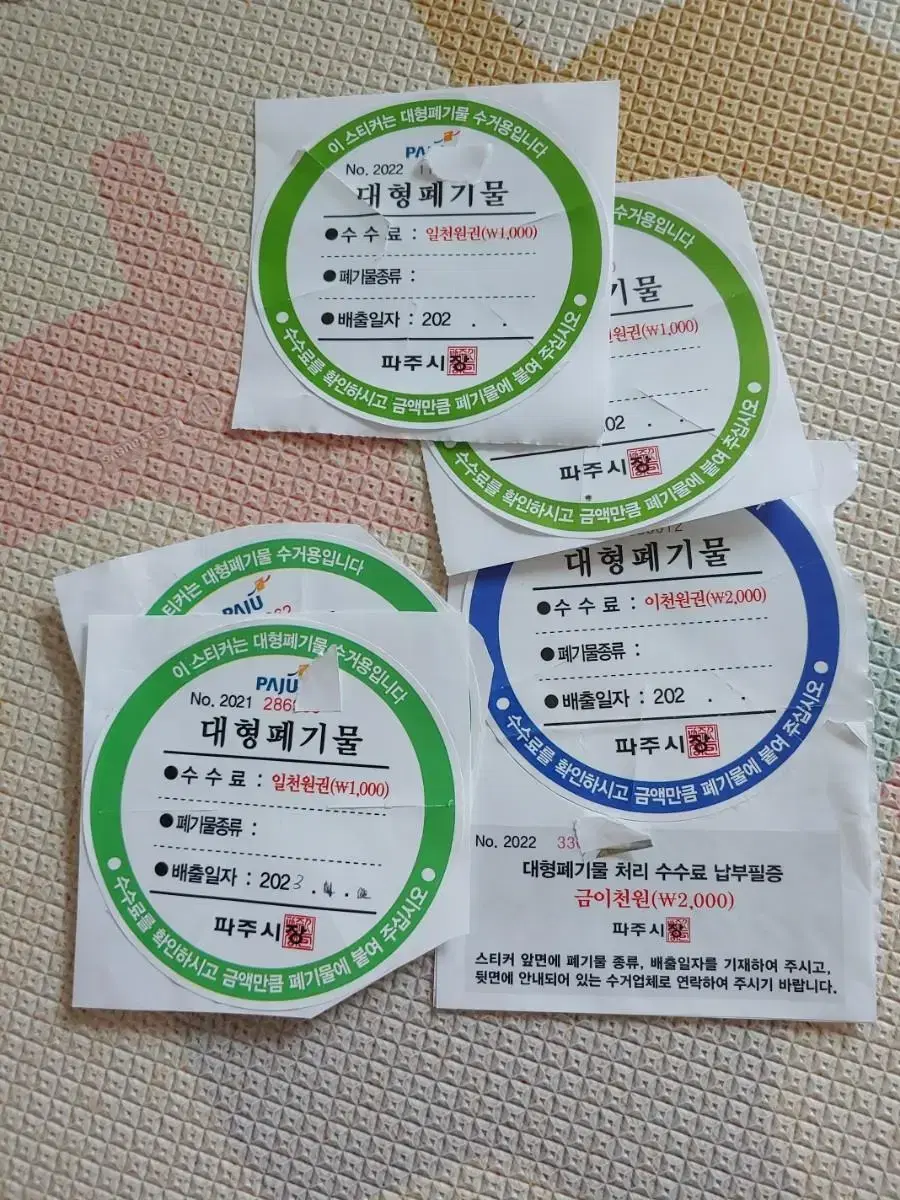 이 스티커는 대형폐기물 수거용입니다
PAJU
No. 2022
대형폐기물
●수 수 료 : 일천원권(₩1,000)
●폐기물종류 :
●배출일자 : 202 . .
파주시장
● 수수료를 확인하시고 금액만큼 폐기물에 붙여 주십시오 ●
수거용입니다
기물
원권(₩1,000)
02 . .
파주시장
수수료를 확인하시고 금액만큼 폐기물에 붙여 주십시오 ●
대형폐기물
●수 수 료 : 이천원권(₩2,000)
●폐기물종류 :
●배출일자 : 202 . .
파주시장
● 수수료를 확인하시고 금액만큼 폐기물에 붙여 주십시오 ●
No. 2022
대형폐기물 처리 수수료 납부필증
금이천원(₩2,000)
파주시장
스티커 앞면에 폐기물 종류, 배출일자를 기재하여 주시고,
뒷면에 안내되어 있는 수거업체로 연락하여 주시기 바랍니다.
스티커는 대형폐기물 수거용입니다
PAJU
이 스티커는 대형폐기물 수거용입니다
PAJU
No. 2021
대형폐기물
●수 수 료 : 일천원권(₩1,000)
●폐기물종류 :
●배출일자 : 2023 .
파주시장
● 수수료를 확인하시고 금액만큼 폐기물에 붙여 주십시오 ●